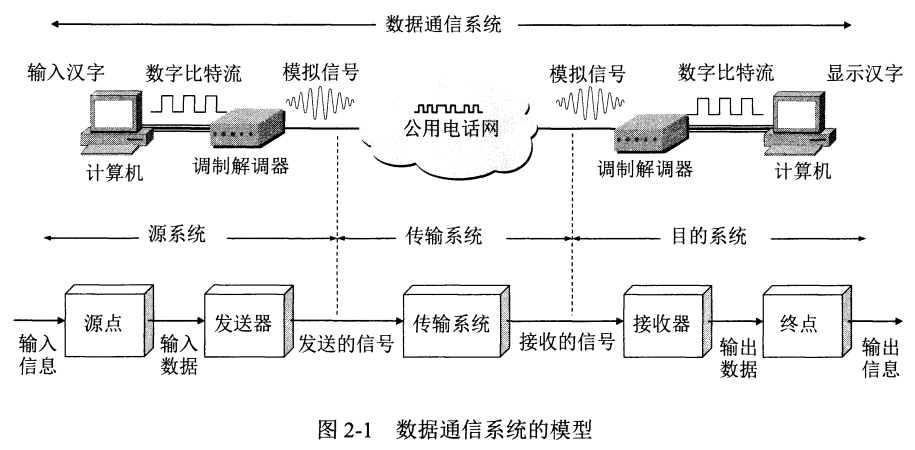 数据通信系统
输入汉字
数字比特流
模拟信号
模拟信号
数字比特流
显示汉字
公用电话网
计算机
调制解调器
调制解调器
计算机
源系统
传输系统
目的系统
源点
发送器
传输系统
接收器
终点
输入
信息
输入
数据
发送的信号
接收的信号
输出
数据
输出
信息
图 2-1 数据通信系统的模型